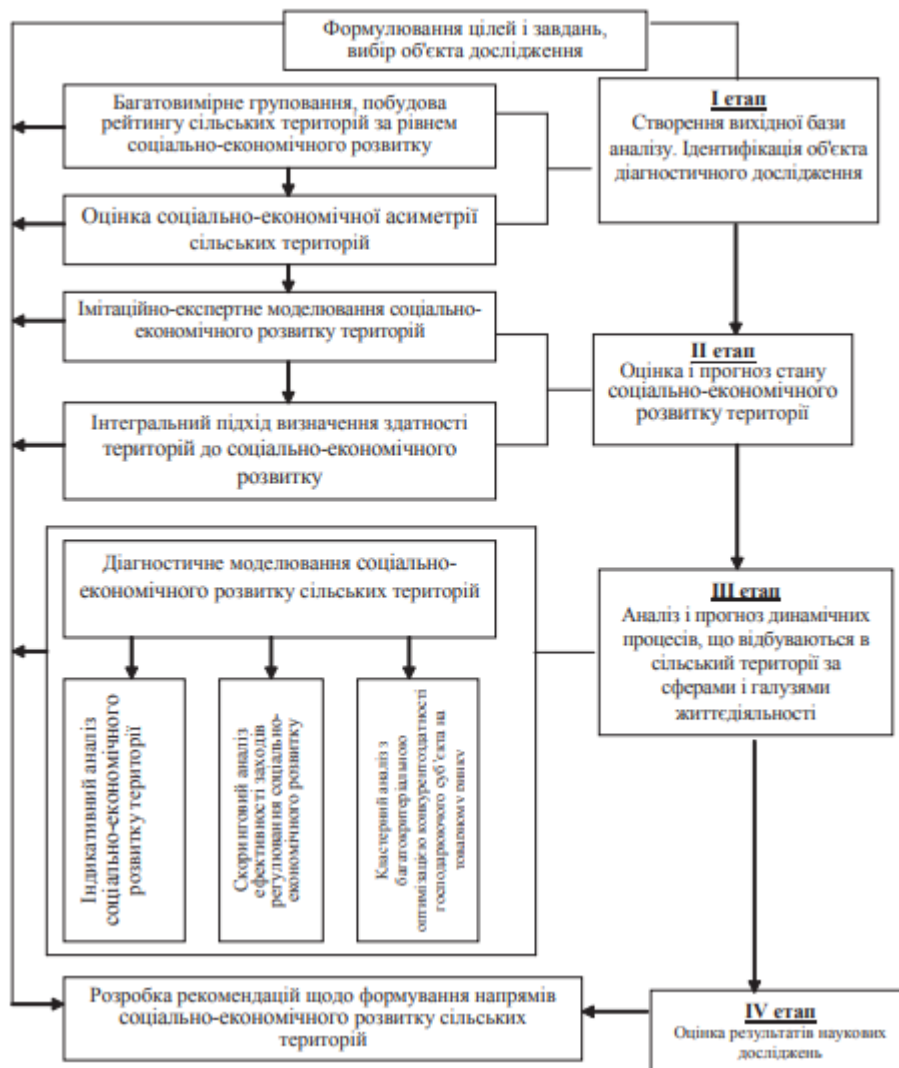 Формулювання цілей і завдань,
вибір об'єкта дослідження
Багатовимірне груповання, побудова
рейтингу сільських територій за рівнем
соціально-економічного розвитку
І етап
Створення вихідної бази
аналізу. Ідентифікація об'єкта
діагностичного дослідження
Оцінка соціально-економічної асиметрії
сільських територій
Імітаційно-експертне моделювання соціально-
економічного розвитку територій
ІІ етап
Оцінка і прогноз стану
соціально-економічного
розвитку території
Інтегральний підхід визначення здатності
територій до соціально-економічного
розвитку
Діагностичне моделювання соціально-
економічного розвитку сільських територій
ІІІ етап
Аналіз і прогноз динамічних
процесів, що відбуваються в
сільський території за
сферами і галузями
життєдіяльності
Індикативний аналіз
соціально-економічного
розвитку території
Скоринговий аналіз
ефективності заходів
регулювання соціально-
економічного розвитку
Кластерний аналіз з
багатокритеріальною
оптимізацією конкурентоздатності
господарюючого суб'єкта на
товарному ринку
Розробка рекомендацій щодо формування напрямів
соціально-економічного розвитку сільських
територій
IV етап
Оцінка результатів наукових
досліджень